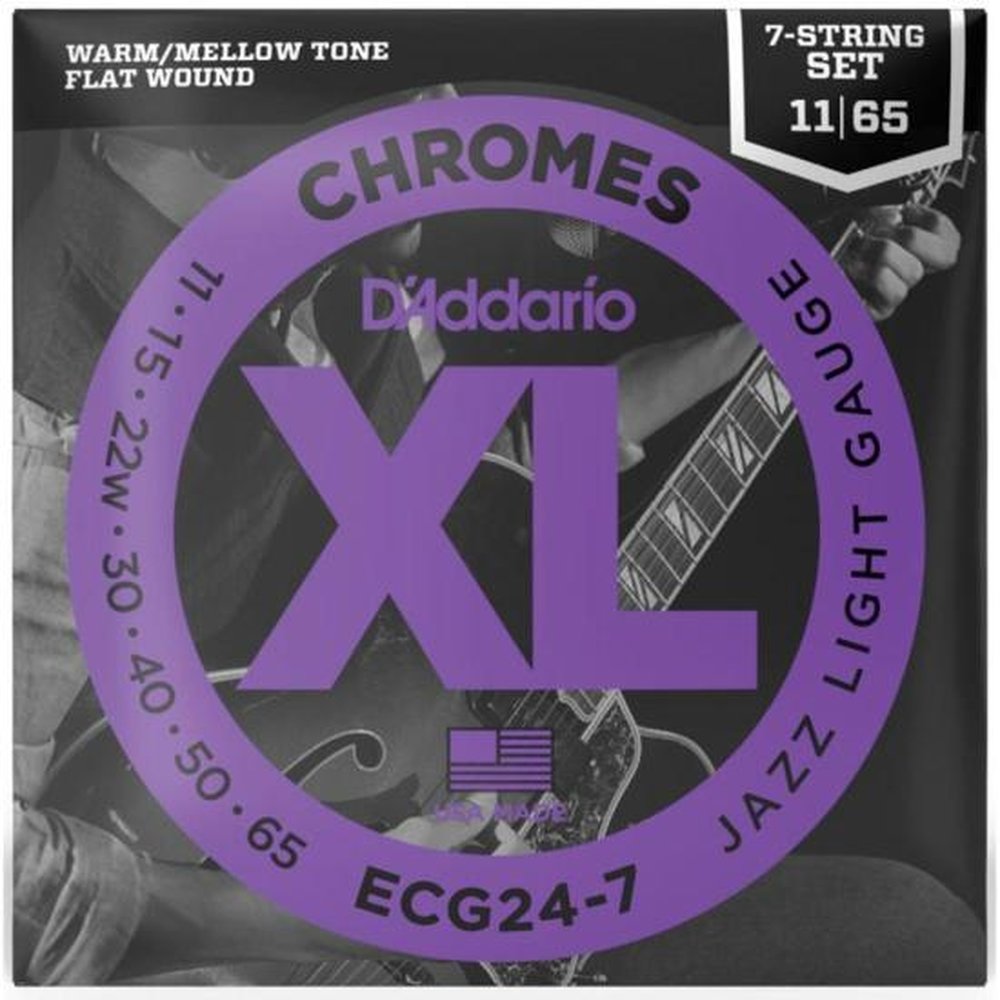 WARM/MELLOW TONE
FLAT WOUND
7-STRING
SET
11|65
CHROMES
D'Addario
XL
11 • 15 • 22W • 30 • 40 • 50 • 65
JAZZ LIGHT GAUGE
USA MADE
ECG24-7